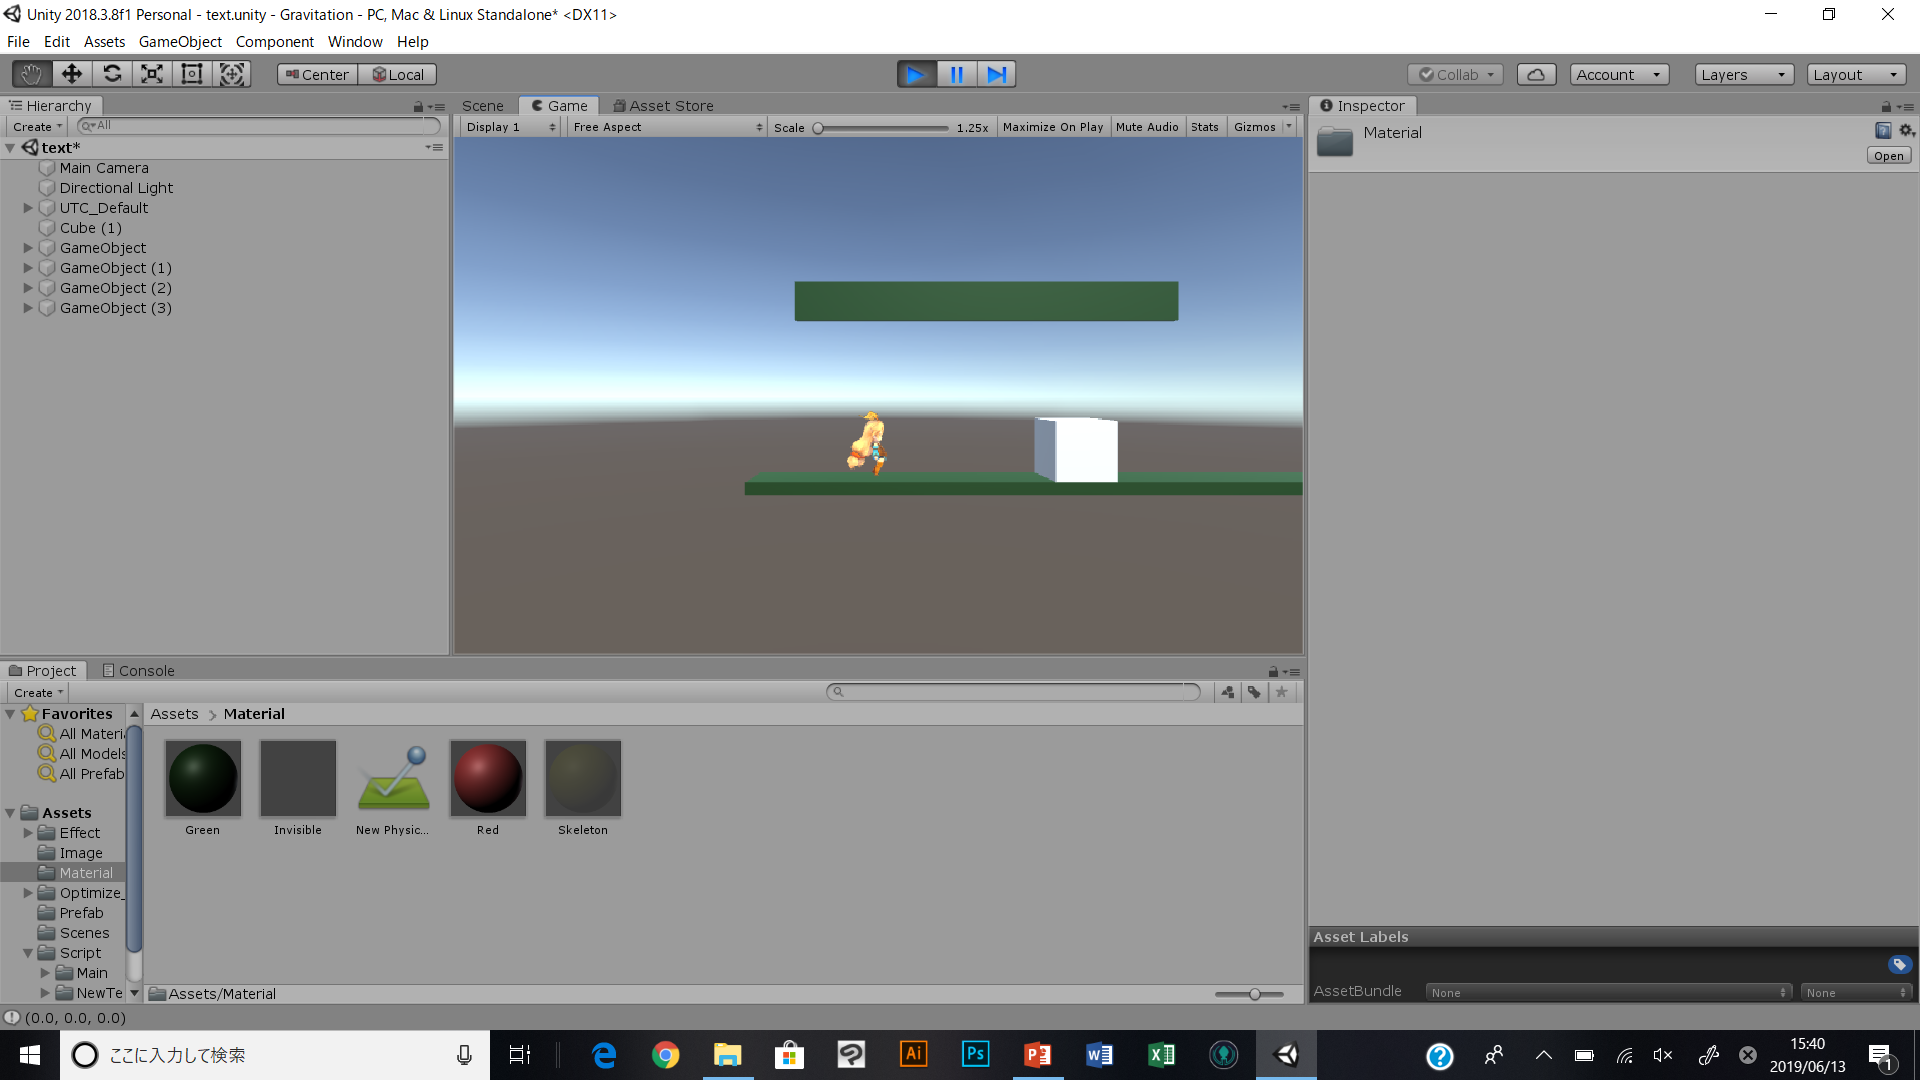 Unity 2018.3.8f1 Personal - text.unity - Gravitation - PC, Mac & Linux Standalone* <DX11>
File Edit Assets GameObject Component Window Help
Center Local
Collab Account Layers Layout
Hierarchy
Create All
text*
Main Camera
Directional Light
UTC_Default
Cube (1)
GameObject
GameObject (1)
GameObject (2)
GameObject (3)
Scene Game Asset Store
Display 1 Free Aspect Scale 1.25x Maximize On Play Mute Audio Stats Gizmos
Inspector
Material
Open
Project Console
Create
Favorites
All Materia
All Models
All Prefab
Assets
Effect
Image
Material
Optimize_
Prefab
Scenes
Script
Main
NewTe
Assets > Material
Green Invisible New Physic... Red Skeleton
Assets/Material
Asset Labels
AssetBundle None None
(0.0, 0.0, 0.0)
ここに入力して検索
Ai
Ps
15:40
2019/06/13
1